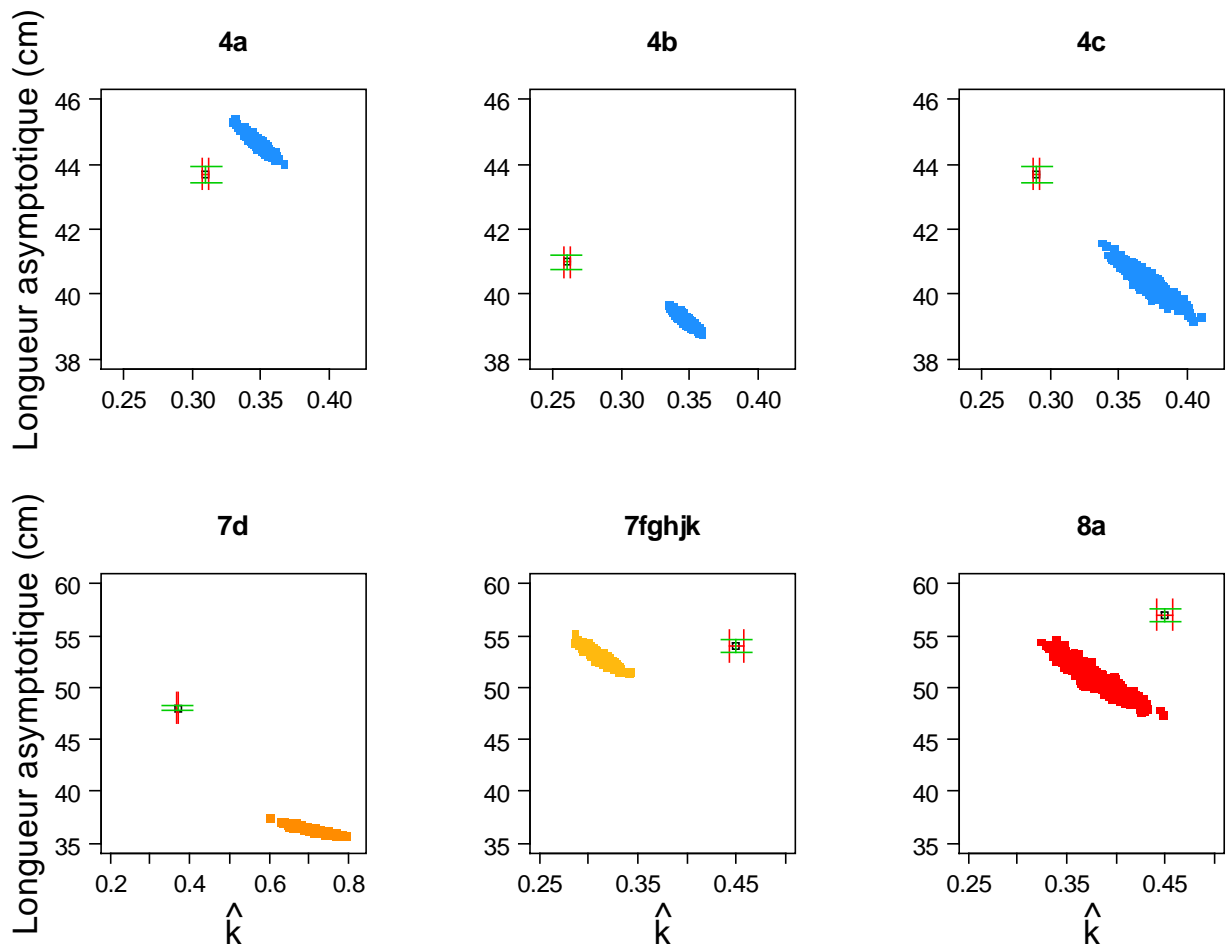 4a 4b 4c
Longueur asymptotique (cm)
46 46 46
44 44 44
42 42 42
40 40 40
38 38 38
0.25 0.30 0.35 0.40 0.25 0.30 0.35 0.40 0.25 0.30 0.35 0.40
7d 7fghjk 8a
Longueur asymptotique (cm)
60 60 60
55 55 55
50 50 50
45 45 45
40 40 40
35 35 35
0.2 0.4 0.6 0.8 0.25 0.35 0.45 0.25 0.35 0.45
k̂ k̂ k̂